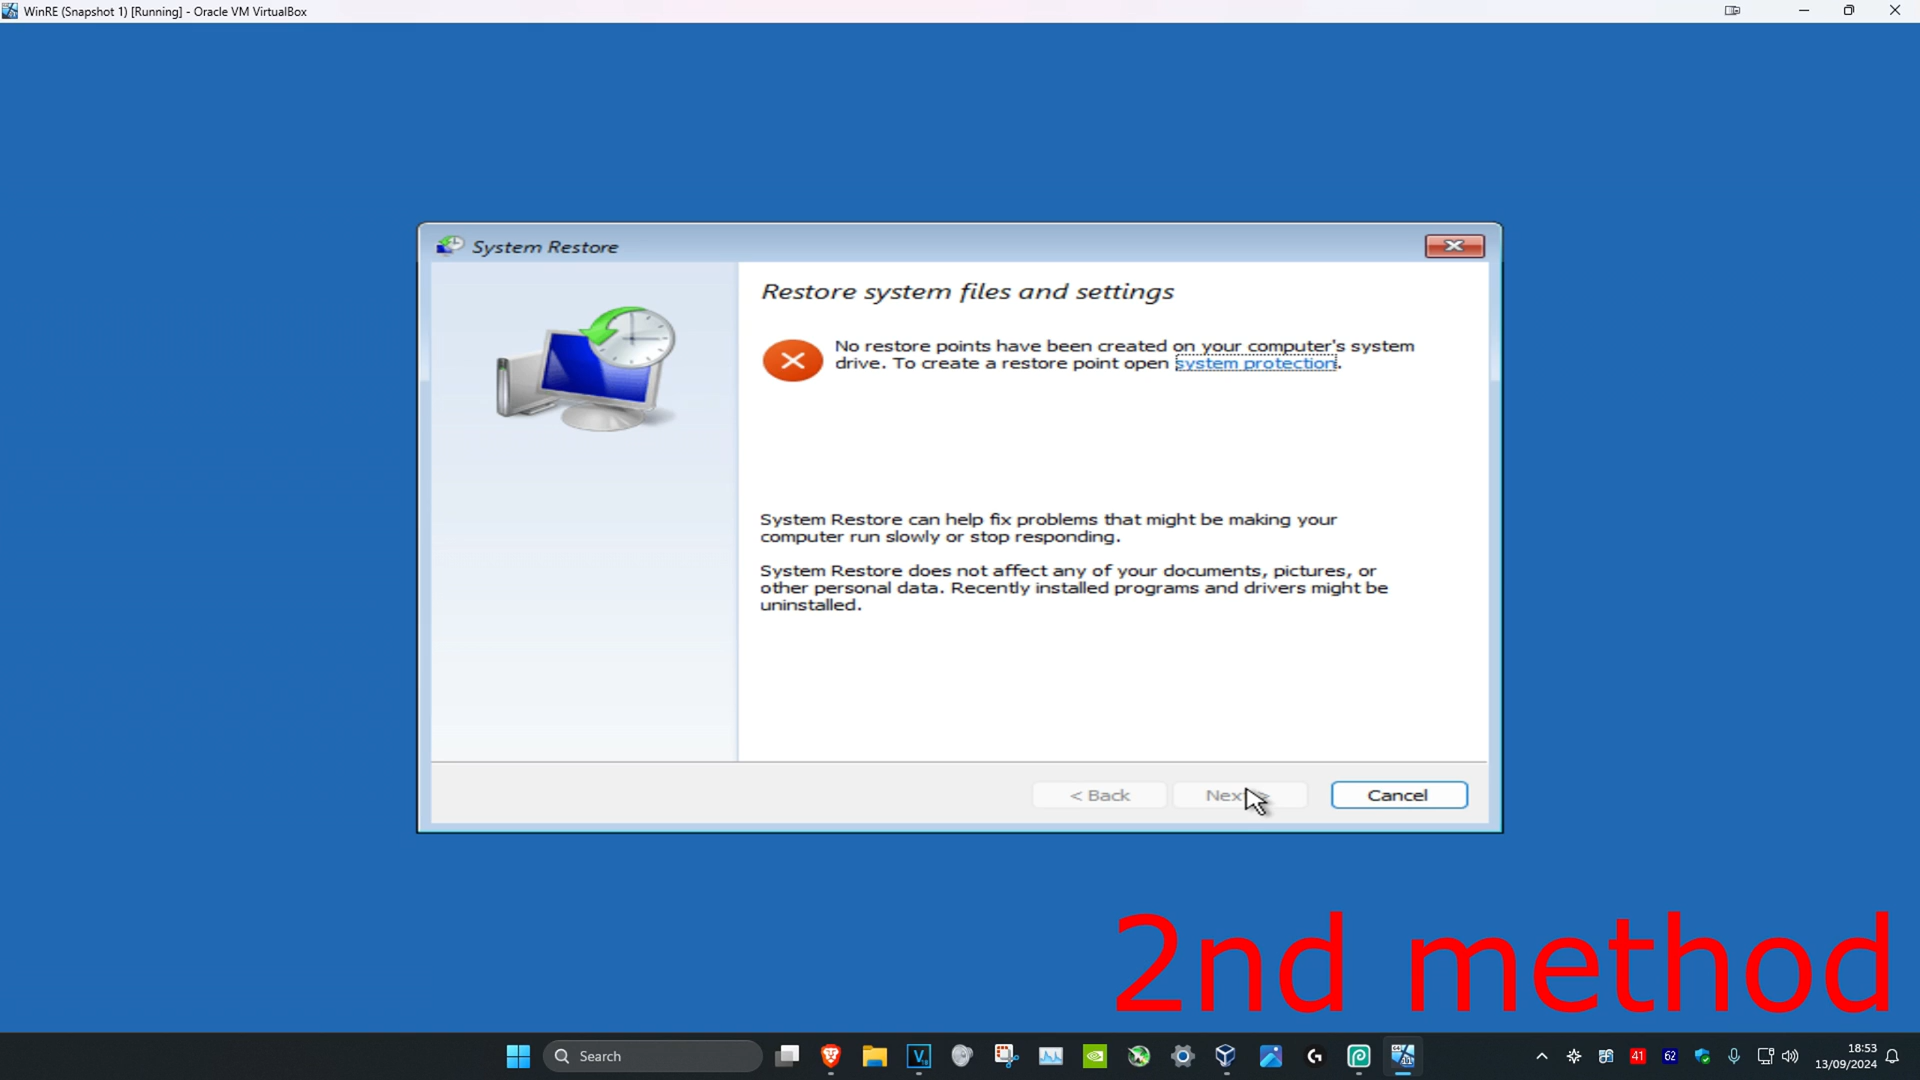 WinRE (Snapshot 1) [Running] - Oracle VM VirtualBox
System Restore
Restore system files and settings
No restore points have been created on your computer's system
drive. To create a restore point open system protection.
System Restore can help fix problems that might be making your
computer run slowly or stop responding.
System Restore does not affect any of your documents, pictures, or
other personal data. Recently installed programs and drivers might be
uninstalled.
< Back
Next >
Cancel
2nd method
Search
41
62
18:53
13/09/2024